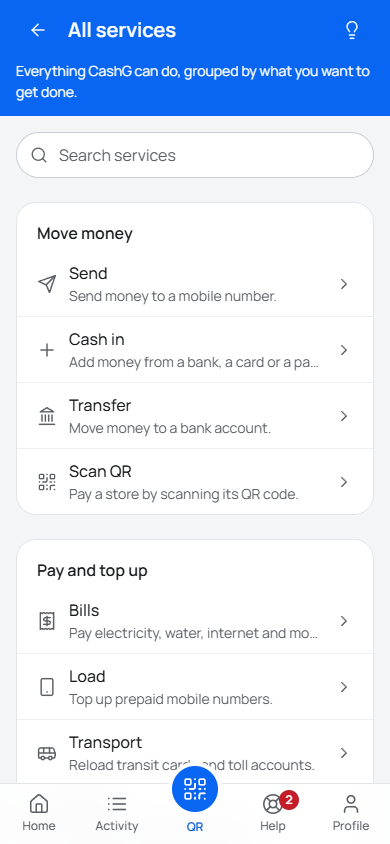 All services
Everything CashG can do, grouped by what you want to
get done.
Search services
Move money
Send
Send money to a mobile number.
Cash in
Add money from a bank, a card or a pa...
Transfer
Move money to a bank account.
Scan QR
Pay a store by scanning its QR code.
Pay and top up
Bills
Pay electricity, water, internet and mo...
Load
Top up prepaid mobile numbers.
Transport
Reload transit and toll accounts.
2
Home
Activity
QR
Help
Profile